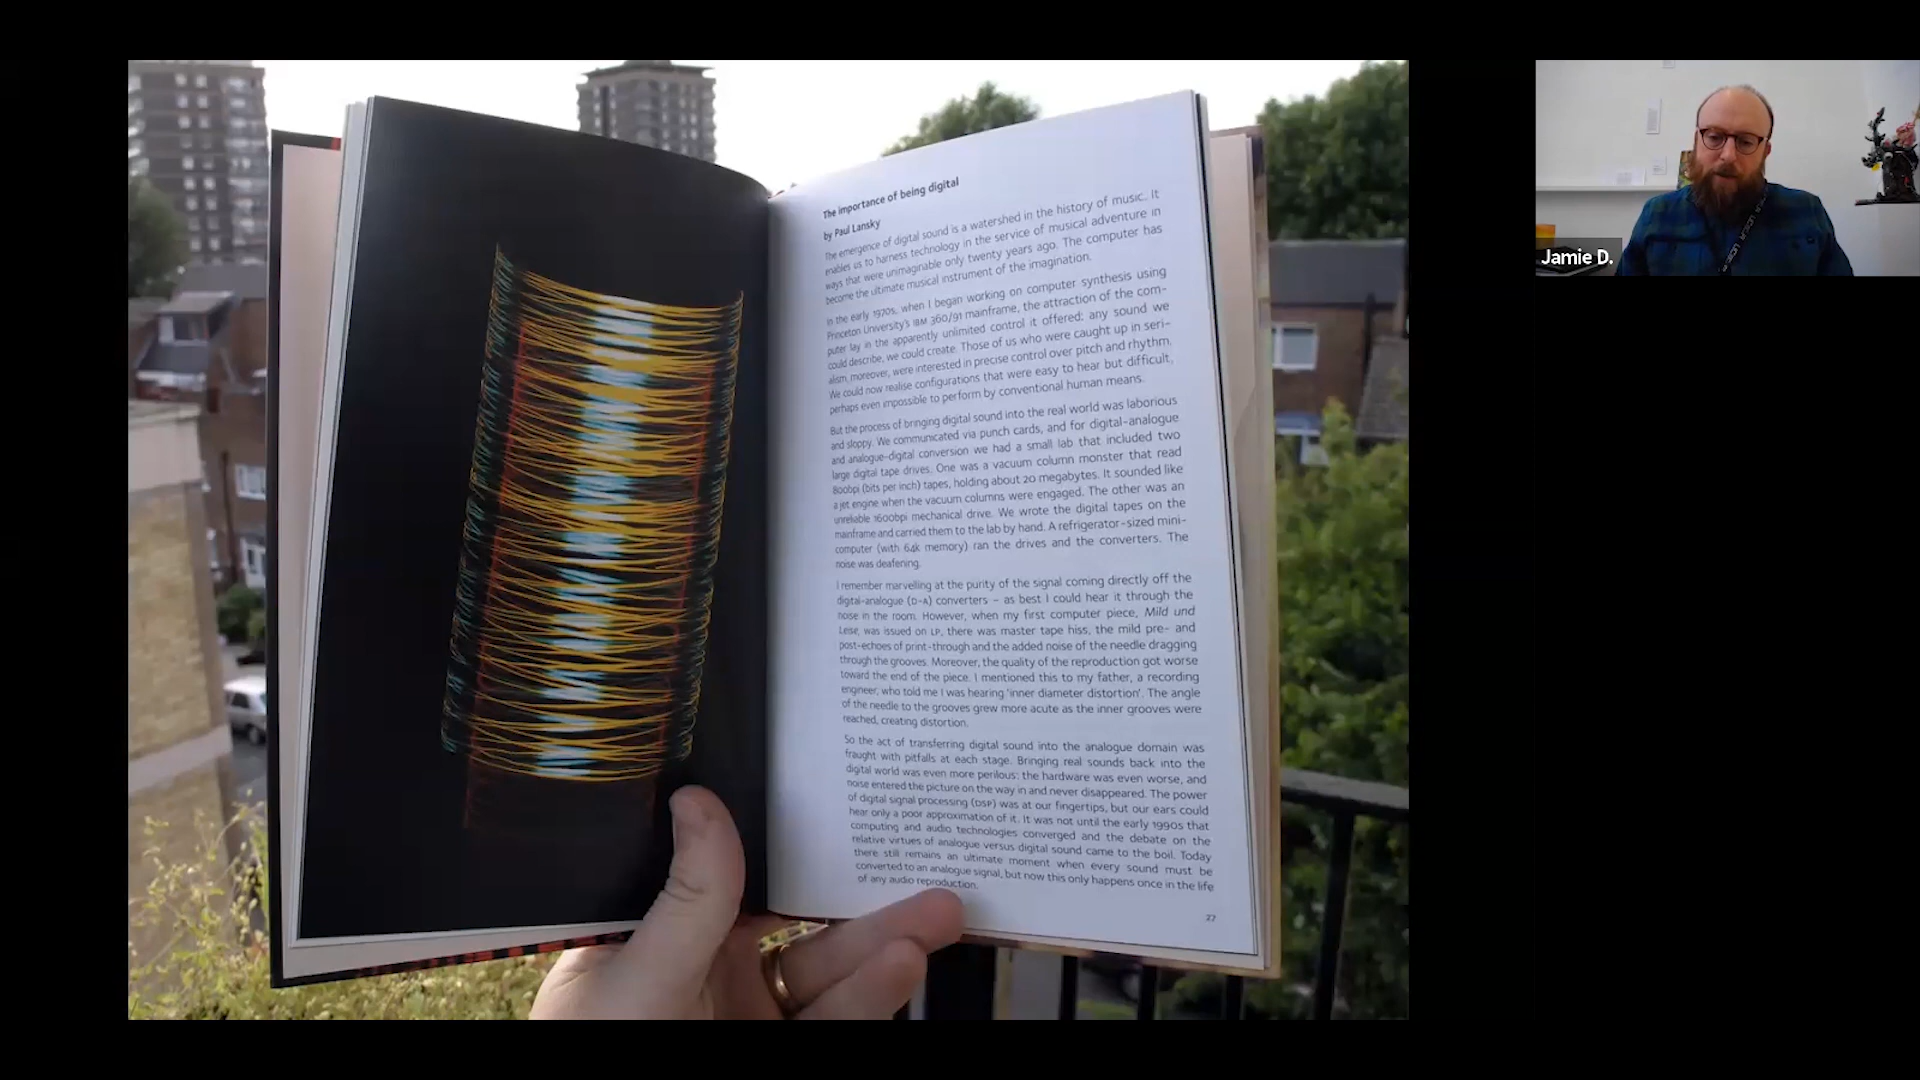 The importance of being digital
by Paul Lansky
The emergence of digital sound is a watershed in the history of music. It
enables us to harness technology in the service of musical adventure in
ways that were unimaginable only twenty years ago. The computer has
become the ultimate musical instrument of the imagination.
In the early 1970s, when I began working on computer synthesis using
Princeton University's IBM 360/91 mainframe, the attraction of the com-
puter lay in the apparently unlimited control it offered: any sound we
could describe, we could create. Those of us who were caught up in seri-
alism, moreover, were interested in precise control over pitch and rhythm.
We could now realise configurations that were easy to hear but difficult,
perhaps even impossible to perform by conventional human means.
But the process of bringing digital sound into the real world was laborious
and sloppy. We communicated via punch cards, and for digital-analogue
and analogue-digital conversion we had a small lab that included two
large digital tape drives. One was a vacuum column monster that read
800bpi (bits per inch) tapes, holding about 20 megabytes. It sounded like
a jet engine when the vacuum columns were engaged. The other was an
unreliable 1600bpi mechanical drive. We wrote the digital tapes on the
mainframe and carried them to the lab by hand. A refrigerator-sized mini-
computer (with 64k memory) ran the drives and the converters. The
noise was deafening.
I remember marvelling at the purity of the signal coming directly off the
digital-analogue (D-A) converters – as best I could hear it through the
noise in the room. However, when my first computer piece, Mild und
Leise, was issued on LP, there was master tape hiss, the mild pre- and
post-echoes of print-through and the added noise of the needle dragging
through the grooves. Moreover, the quality of the reproduction got worse
toward the end of the piece. I mentioned this to my father, a recording
engineer, who told me I was hearing 'inner diameter distortion'. The angle
of the needle to the grooves grew more acute as the inner grooves were
reached, creating distortion.
So the act of transferring digital sound into the analogue domain was
fraught with pitfalls at each stage. Bringing real sounds back into the
digital world was even more perilous: the hardware was even worse, and
noise entered the picture on the way in and never disappeared. The power
of digital signal processing (DSP) was at our fingertips, but our ears could
hear only a poor approximation of it. It was not until the early 1990s that
computing and audio technologies converged and the debate on the
relative virtues of analogue versus digital sound came to the boil. Today
there still remains an ultimate moment when every sound must be
converted to an analogue signal, but now this only happens once in the life
of any audio reproduction.
27
Jamie D.